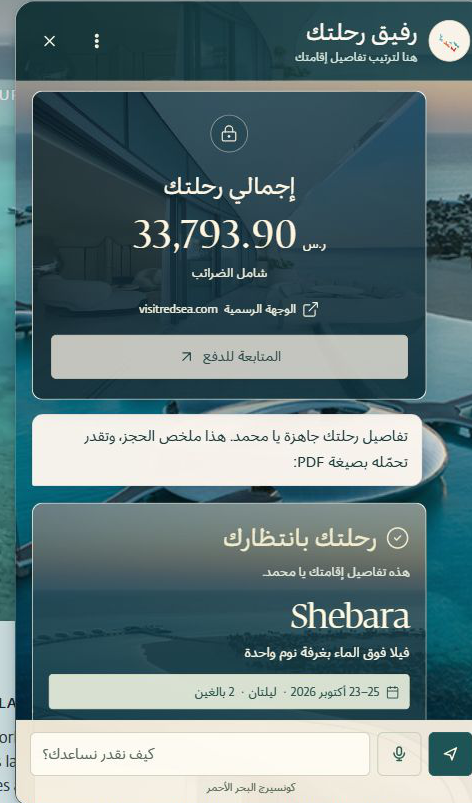 رفيق رحلتك
هنا لترتيب تفاصيل إقامتك
إجمالي رحلتك
33,793.90 ر.س
شامل الضرائب
الوجهة الرسمية visitredsea.com
المتابعة للدفع
تفاصيل رحلتك جاهزة يا محمد. هذا ملخص الحجز، وتقدر
تحمّله بصيغة PDF:
رحلتك بانتظارك
هذه تفاصيل إقامتك يا محمد.
Shebara
فيلا فوق الماء بغرفة نوم واحدة
23–25 أكتوبر 2026 · ليلتان · 2 بالغين
كيف نقدر نساعدك؟
كونسيرج البحر الأحمر